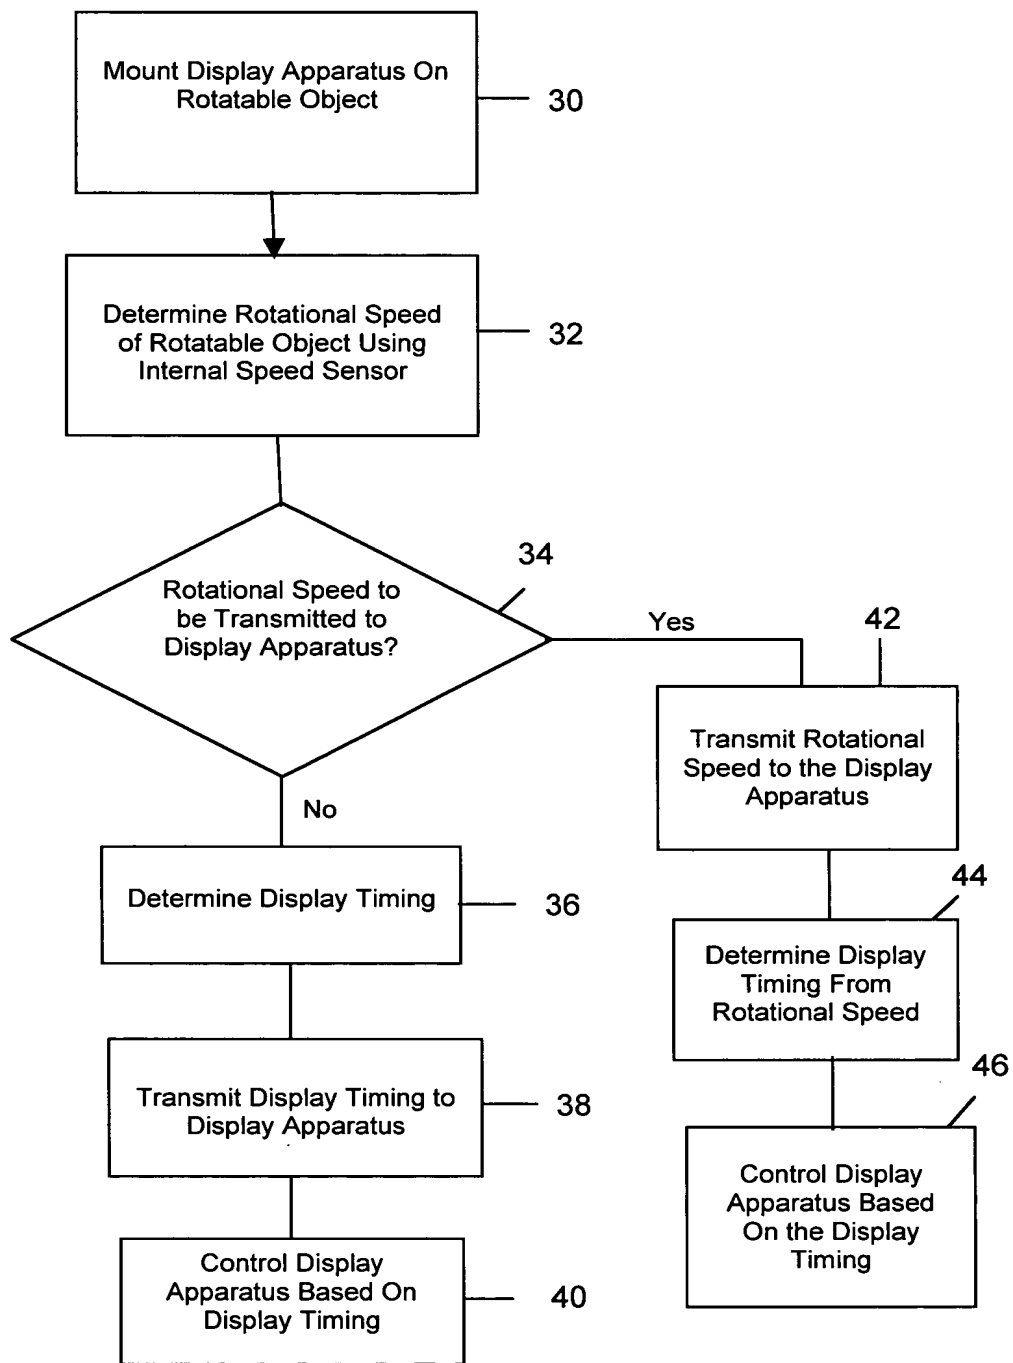 Mount Display Apparatus On
Rotatable Object
30
Determine Rotational Speed
of Rotatable Object Using
Internal Speed Sensor
32
34
Rotational Speed to
be Transmitted to
Display Apparatus?
Yes
42
Transmit Rotational
Speed to the Display
Apparatus
No
Determine Display Timing
36
44
Determine Display
Timing From
Rotational Speed
Transmit Display Timing to
Display Apparatus
38
46
Control Display
Apparatus Based
On the Display
Timing
Control Display
Apparatus Based On
Display Timing
40